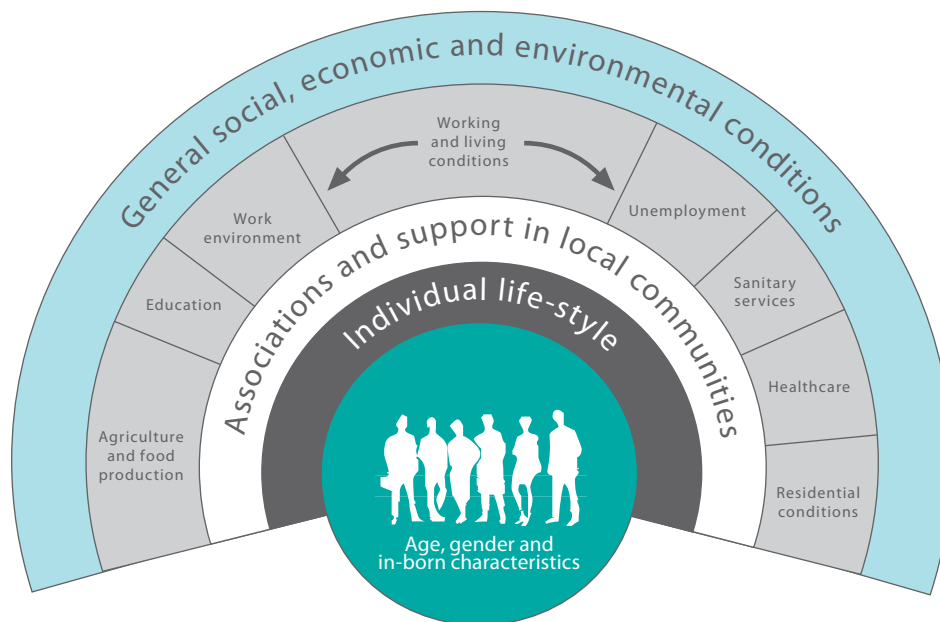 General social, economic and environmental conditions
Working
and living
conditions
Work
environment
Unemployment
Education
Sanitary
services
Agriculture
and food
production
Healthcare
Residential
conditions
Associations and support in local communities
Individual life-style
Age, gender and
in-born characteristics